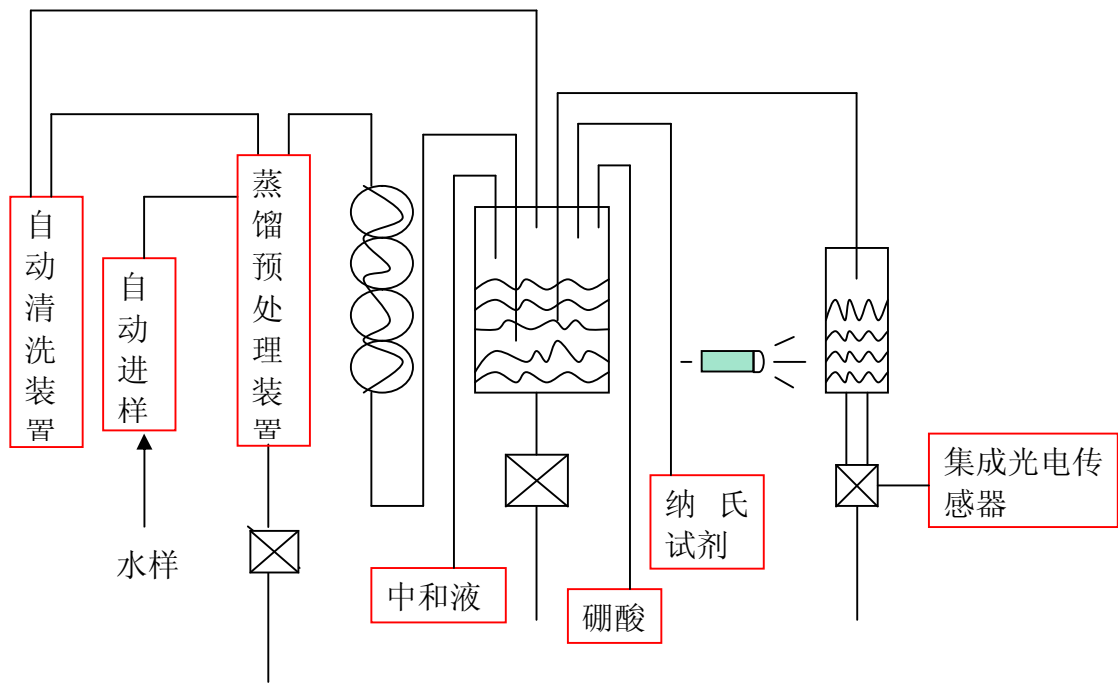 自动清洗装置
自动进样
水样
蒸馏预处理装置
中和液
硼酸
纳 氏
试剂
集成光电传
感器